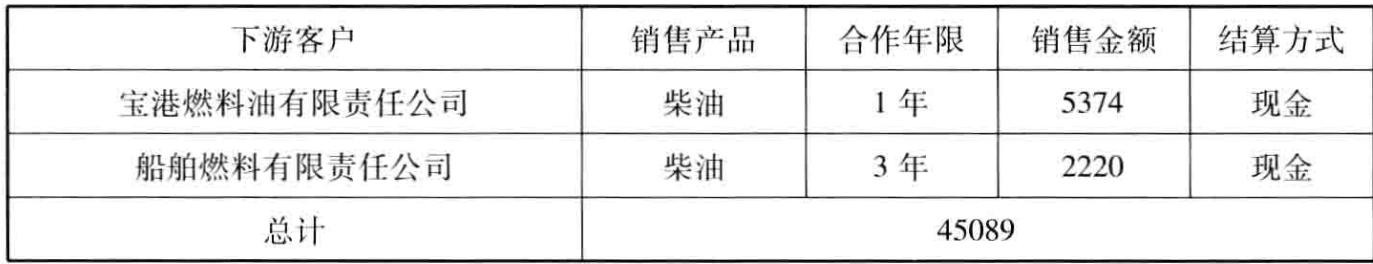 下游客户 销售产品 合作年限 销售金额 结算方式
宝港燃料油有限责任公司 柴油 1 年 5374 现金
船舶燃料有限责任公司 柴油 3 年 2220 现金
总计 45089